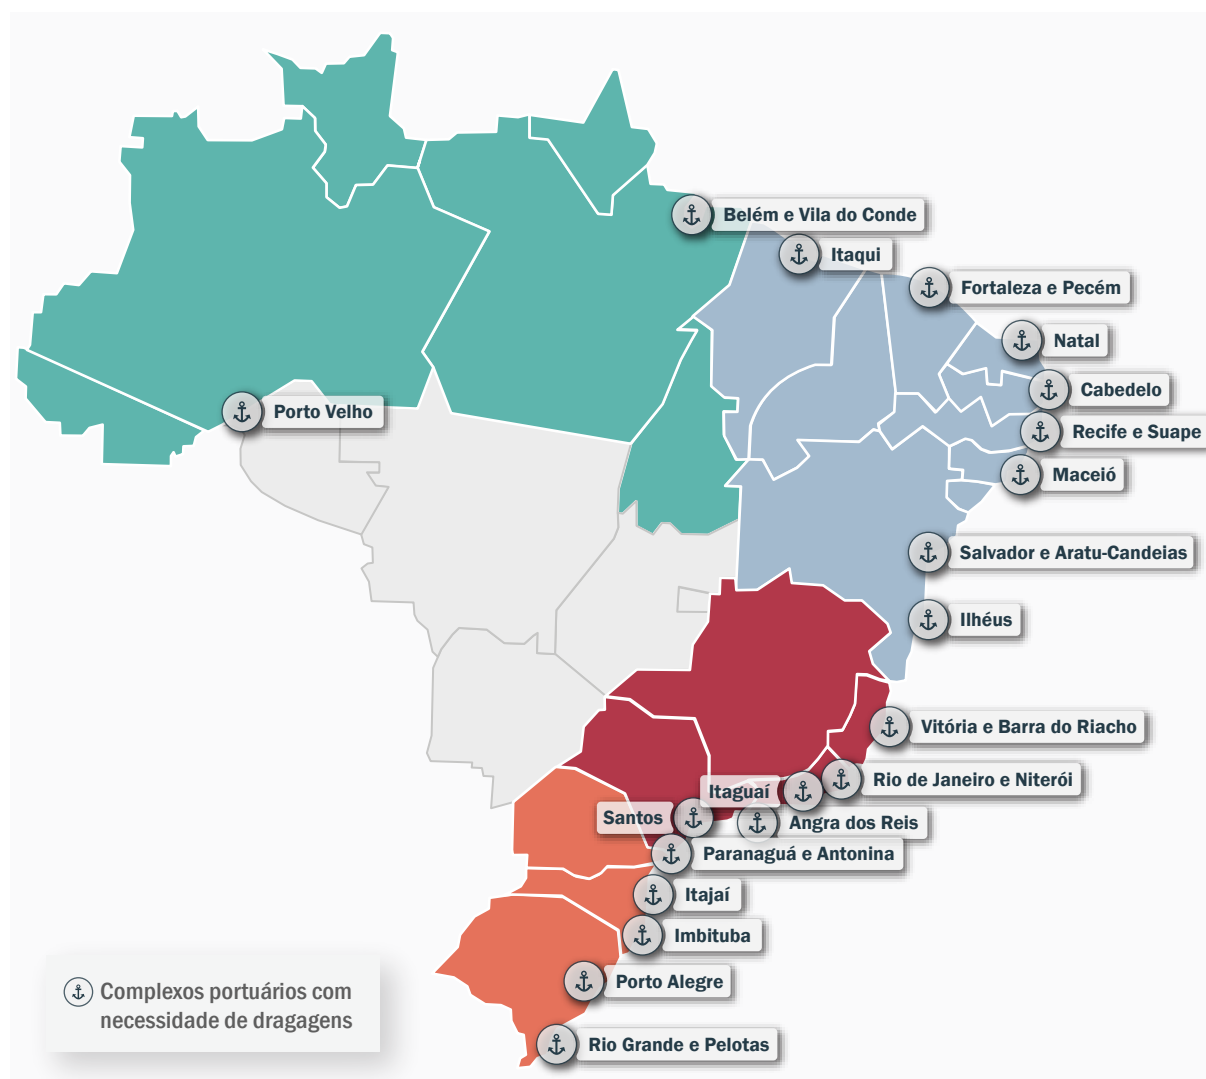 Belém e Vila do Conde
Itaqui
Fortaleza e Pecém
Natal
Cabedelo
Porto Velho
Recife e Suape
Maceió
Salvador e Aratu-Candeias
Ilhéus
Vitória e Barra do Riacho
Rio de Janeiro e Niterói
Itaguaí
Santos
Angra dos Reis
Paranaguá e Antonina
Itajaí
Imbituba
Porto Alegre
Rio Grande e Pelotas
Complexos portuários com
necessidade de dragagens